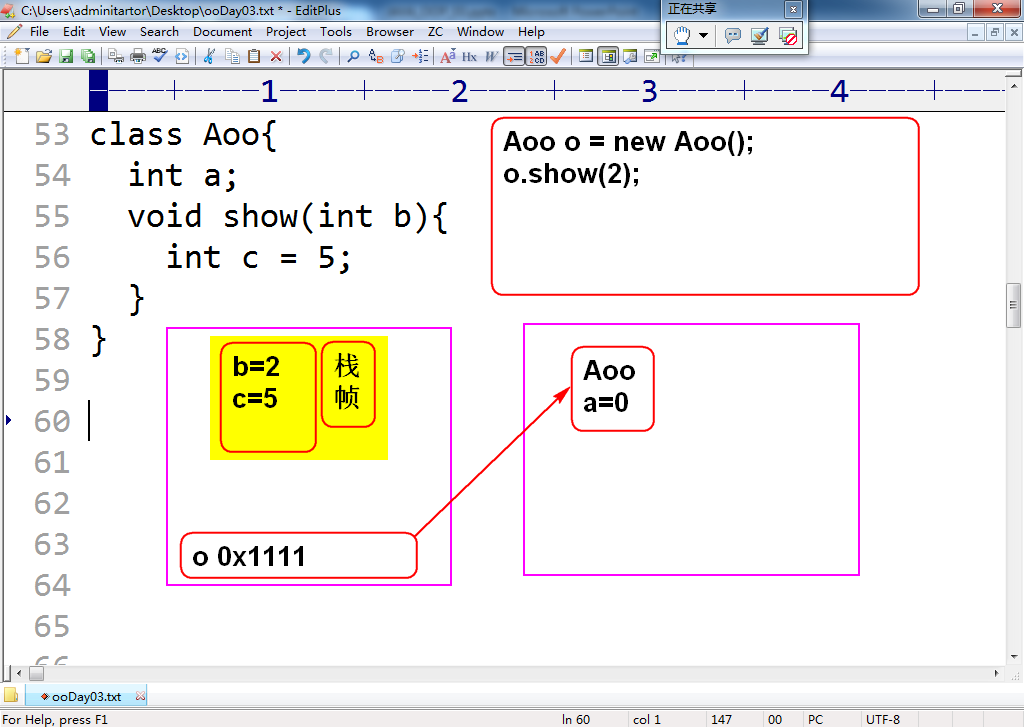 C:\Users\adminitartor\Desktop\ooDay03.txt * - EditPlus
正在共享
File Edit View Search Document Project Tools Browser ZC Window Help
1 2 3 4
53 class Aoo{
54 int a;
55 void show(int b){
56 int c = 5;
57 }
58 }
59
60
61
62
63
64
65
66
Aoo o = new Aoo();
o.show(2);
b=2
c=5
栈
帧
o 0x1111
Aoo
a=0
ooDay03.txt
For Help, press F1 ln 60 col 1 147 00 PC UTF-8